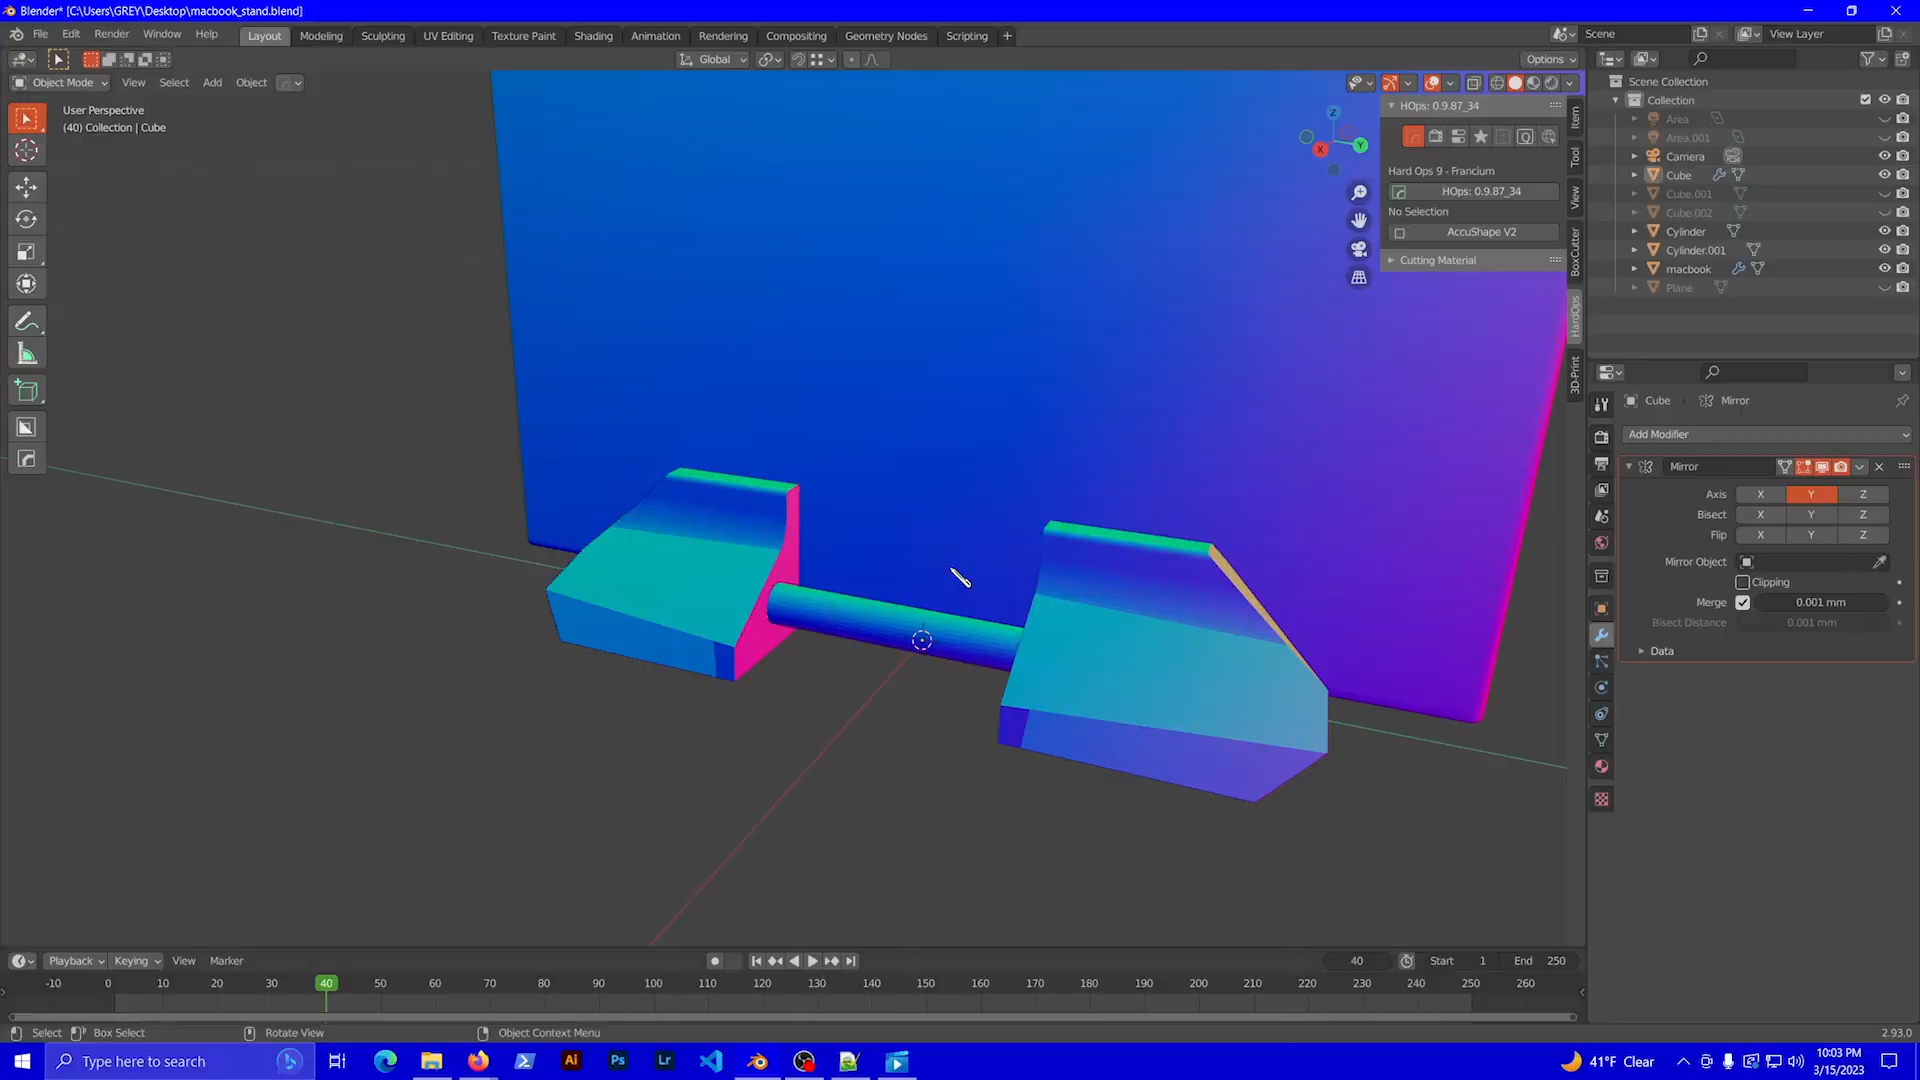 Blender* [C:\Users\GREY\Desktop\macbook_stand.blend]
File Edit Render Window Help Layout Modeling Sculpting UV Editing Texture Paint Shading Animation Rendering Compositing Geometry Nodes Scripting + Scene View Layer
Global Options
Object Mode View Select Add Object
User Perspective
(40) Collection | Cube
Z
X
Y
HOps: 0.9.87_34
Hard Ops 9 - Francium
HOps: 0.9.87_34
No Selection
AccuShape V2
Cutting Material
Item
Tool
View
BoxCutter
HardOps
3D-Print
Scene Collection
Collection
Area
Area.001
Camera
Cube
Cube.001
Cube.002
Cylinder
Cylinder.001
macbook
Plane
Cube Mirror
Add Modifier
Mirror
Axis X Y Z
Bisect X Y Z
Flip X Y Z
Mirror Object
Clipping
Merge 0.001 mm
Bisect Distance 0.001 mm
Data
Playback Keying View Marker 40 Start 1 End 250
-10 0 10 20 30 40 50 60 70 80 90 100 110 120 130 140 150 160 170 180 190 200 210 220 230 240 250 260
Select Box Select Rotate View Object Context Menu 2.93.0
Type here to search Ai Ps Lr 41°F Clear 10:03 PM
3/15/2023